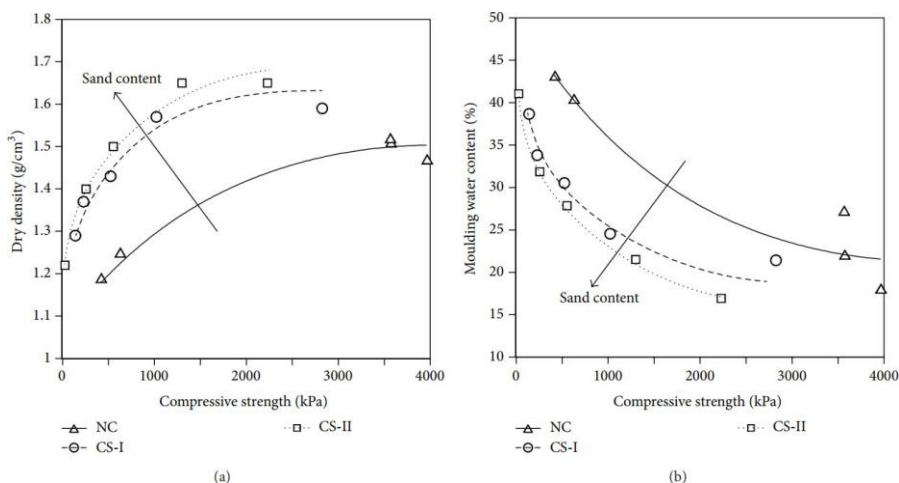 1.8
1.7
1.6
1.5
1.4
1.3
1.2
1.1
1
Dry density (g/cm³)
Sand content
0 1000 2000 3000 4000
Compressive strength (kPa)
NC
CS-I
CS-II
(a)
50
45
40
35
30
25
20
15
10
Moulding water content (%)
Sand content
0 1000 2000 3000 4000
Compressive strength (kPa)
NC
CS-I
CS-II
(b)